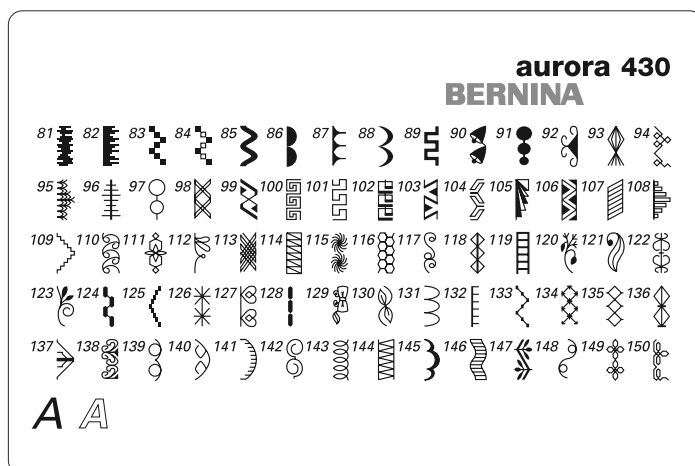 aurora 430
BERNINA
81 82 83 84 85 86 87 88 89 90 91 92 93 94
95 96 97 98 99 100 101 102 103 104 105 106 107 108
109 110 111 112 113 114 115 116 117 118 119 120 121 122
123 124 125 126 127 128 129 130 131 132 133 134 135 136
137 138 139 140 141 142 143 144 145 146 147 148 149 150
A A